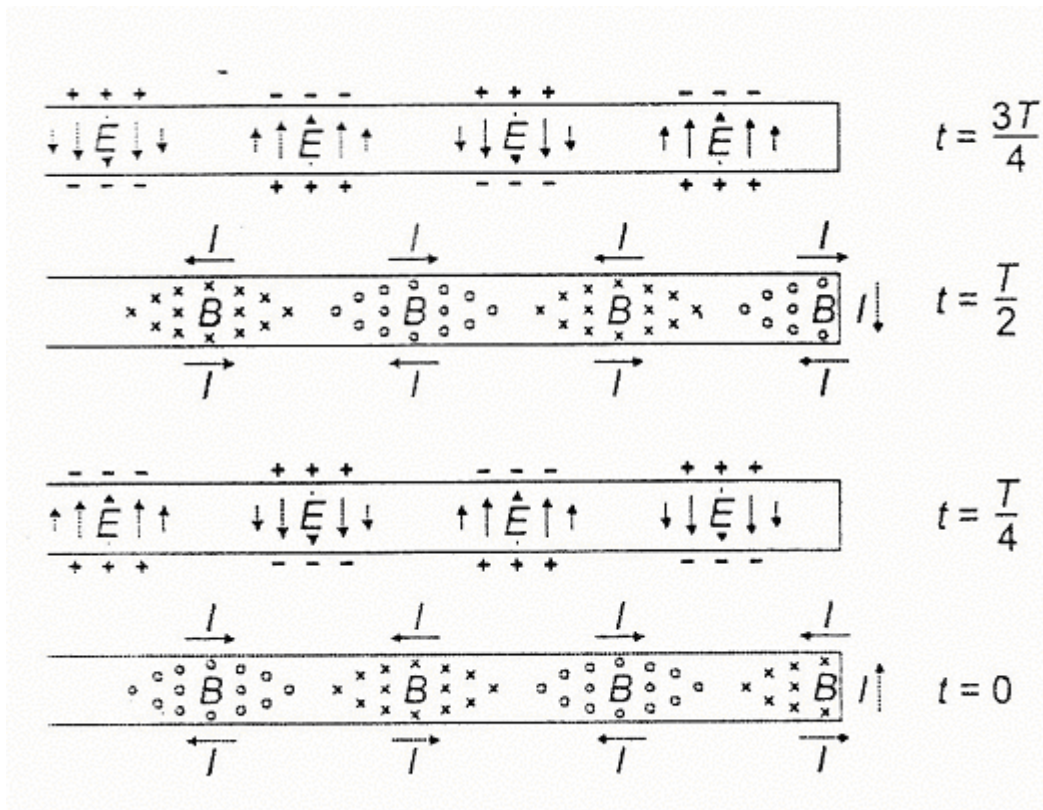 + + + - - - + + + - - -
E E E E t = 3T/4
- - - + + + - - - + + +
I I I I
B B B B I t = T/2
I I I I
- - - + + + - - - + + +
E E E E t = T/4
+ + + - - - + + + - - -
I I I I
B B B B I t = 0
I I I I